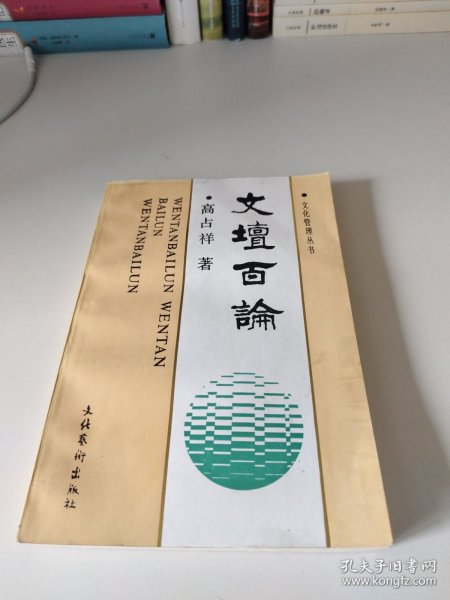 • 文化管理丛书
文壇百論
• 高占祥 著
WENTANBAILUN WENTAN
BAILUN
WENTANBAILUN
文化艺术出版社
孔夫子旧书网
www.kongfz.com